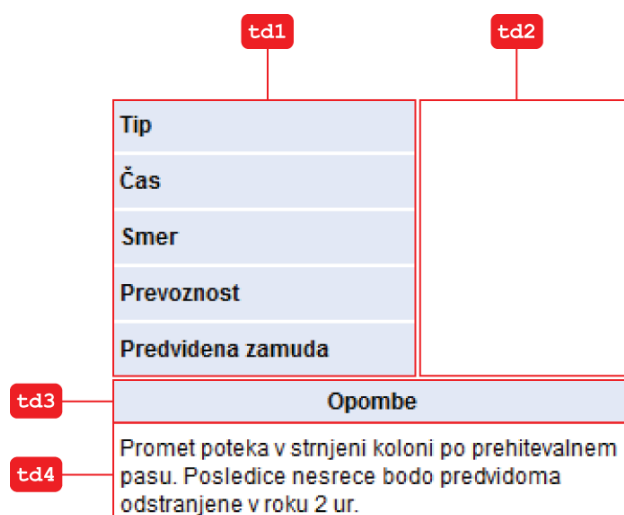 td1
td2
Tip
Čas
Smer
Prevoznost
Predvidena zamuda
td3
Opombe
Promet poteka v strnjeni koloni po prehitevalnem
td4
pasu. Posledice nesrece bodo predvidoma
odstranjene v roku 2 ur.